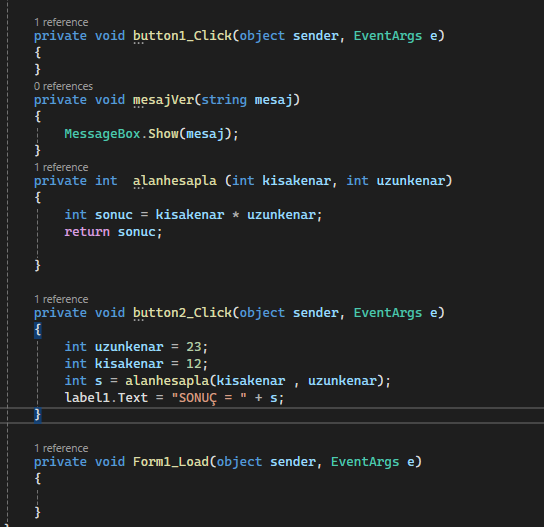 1 reference
private void button1_Click(object sender, EventArgs e)
{
}
0 references
private void mesajVer(string mesaj)
{
MessageBox.Show(mesaj);
}
1 reference
private int  alanhesapla (int kisakenar, int uzunkenar)
{
int sonuc = kisakenar * uzunkenar;
return sonuc;
}
1 reference
private void button2_Click(object sender, EventArgs e)
{
int uzunkenar = 23;
int kisakenar = 12;
int s = alanhesapla(kisakenar , uzunkenar);
label1.Text = "SONUÇ = " + s;
}
1 reference
private void Form1_Load(object sender, EventArgs e)
{
}
}